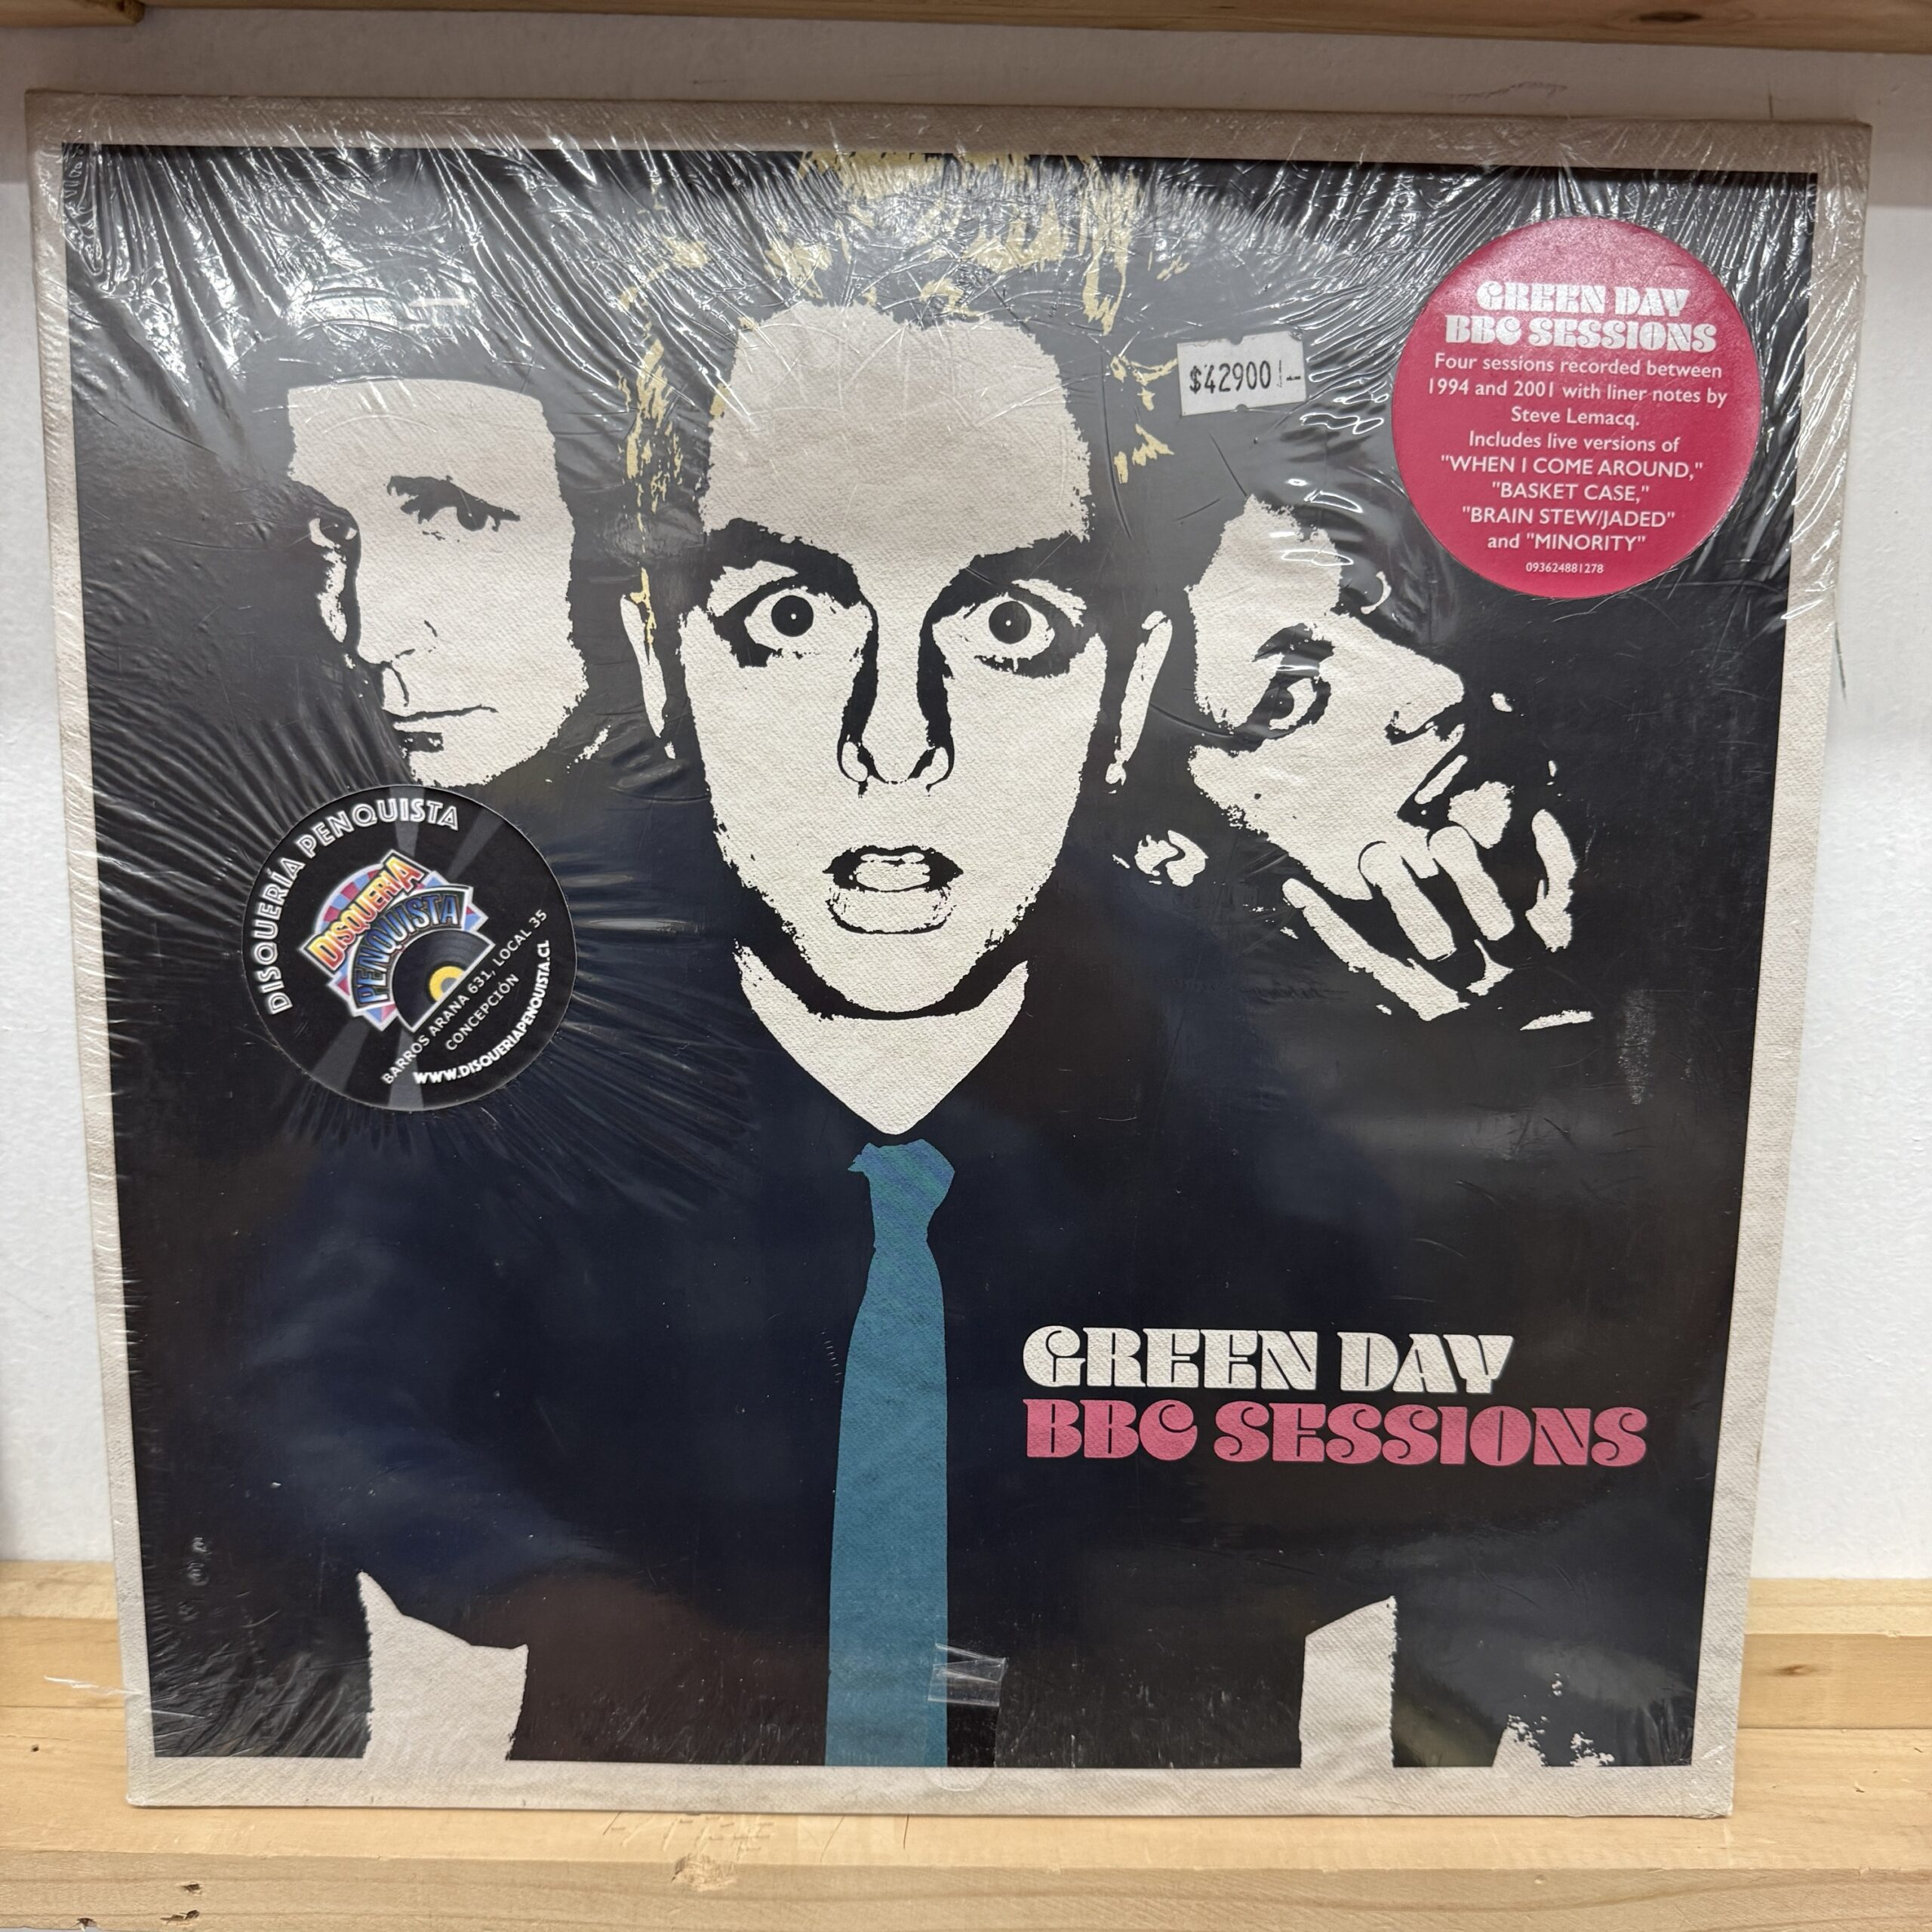 GREEN DAY
BBC SESSIONS
Four sessions recorded between
1994 and 2001 with liner notes by
Steve Lemacq.
Includes live versions of
"WHEN I COME AROUND,"
"BASKET CASE,"
"BRAIN STEW/JADED"
and "MINORITY"
093624881278
$42900.-
DISQUERÍA PENQUISTA
DISQUERIA
PENQUISTA
BARROS ARANA 631, LOCAL 35
CONCEPCIÓN
WWW.DISQUERIAPENQUISTA.CL
GREEN DAY
BBC SESSIONS